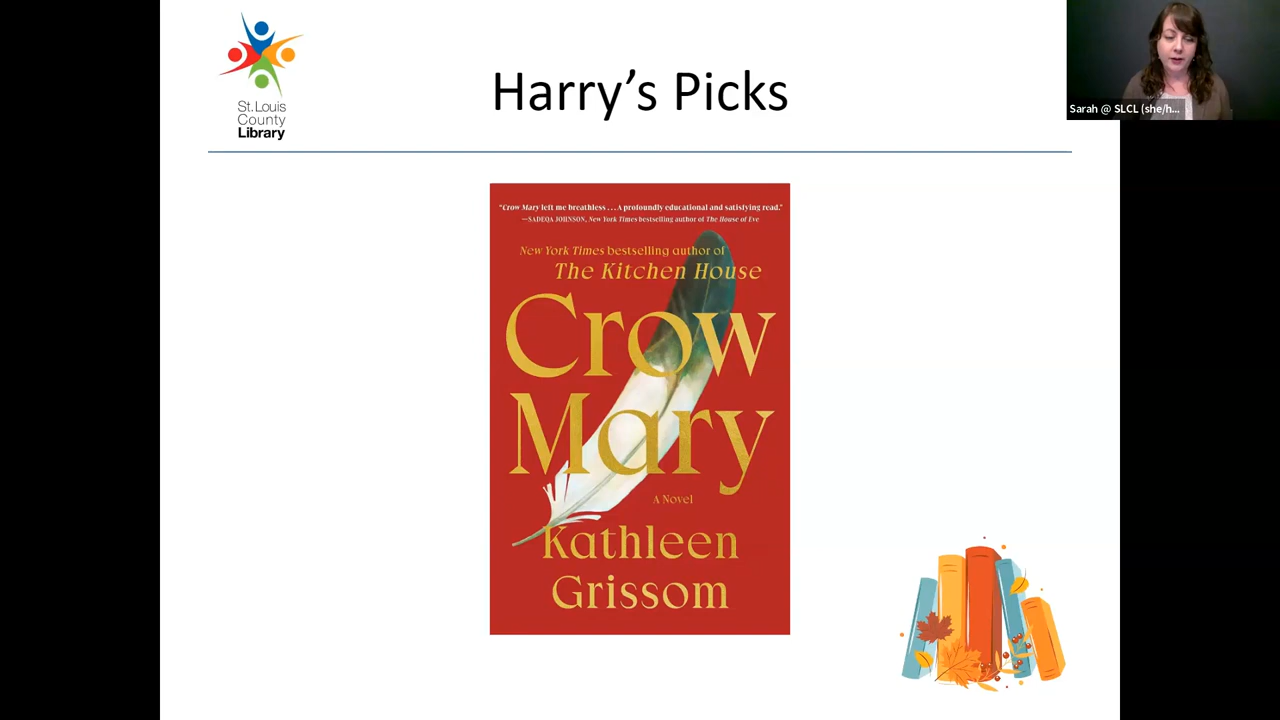 St.Louis
County
Library
Harry’s Picks
Sarah @ SLCL (she/h...
“Crow Mary left me breathless . . . A profoundly educational and satisfying read.”
—SADEQA JOHNSON, New York Times bestselling author of The House of Eve
New York Times bestselling author of
The Kitchen House
Crow
Mary
A Novel
Kathleen
Grissom